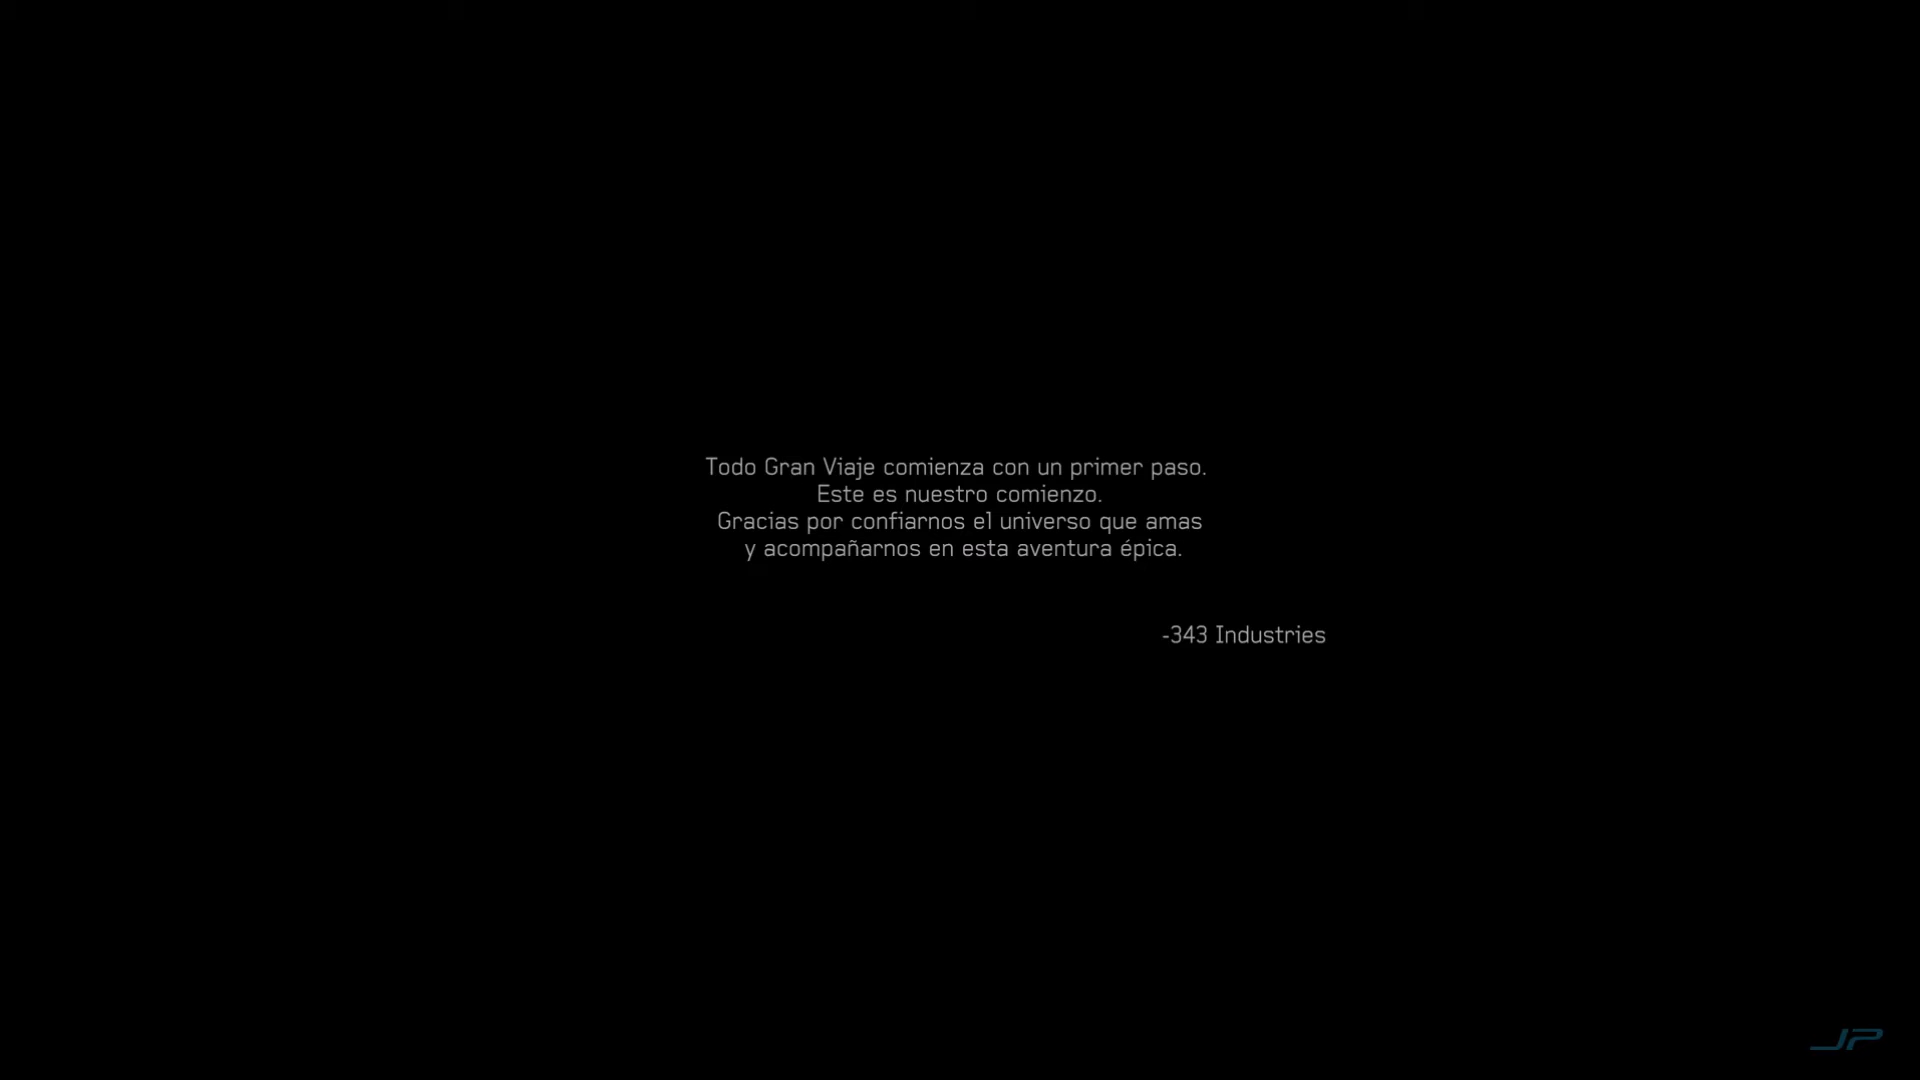 Todo Gran Viaje comienza con un primer paso.
Este es nuestro comienzo.
Gracias por confiarnos el universo que amas
y acompañarnos en esta aventura épica.
-343 Industries
JP